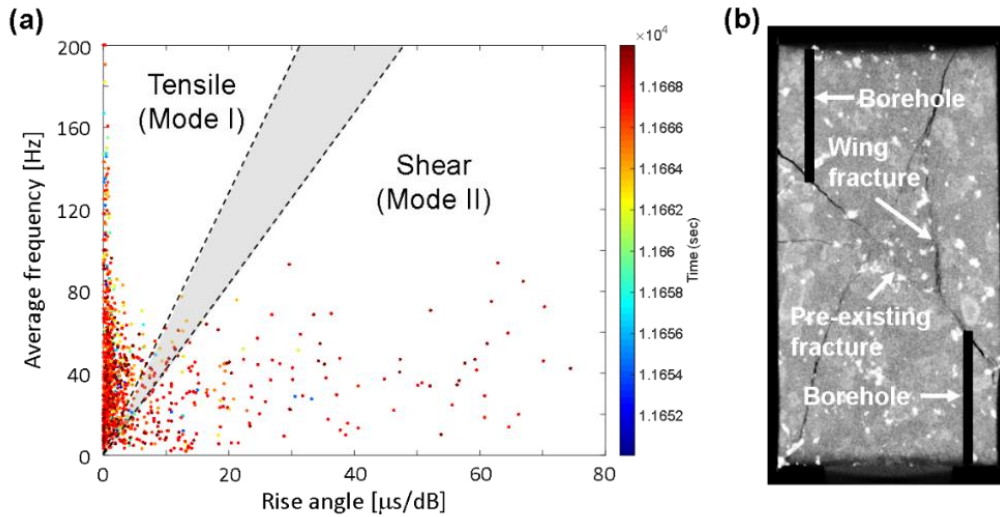 (a)
×10⁴
200
160
120
80
40
0
Average frequency [Hz]
Tensile
(Mode I)
Shear
(Mode II)
0
20
40
60
80
Rise angle [μs/dB]
1.1668
1.1666
1.1664
1.1662
1.166
1.1658
1.1656
1.1654
1.1652
Time (sec)
(b)
Borehole
Wing
fracture
Pre-existing
fracture
Borehole